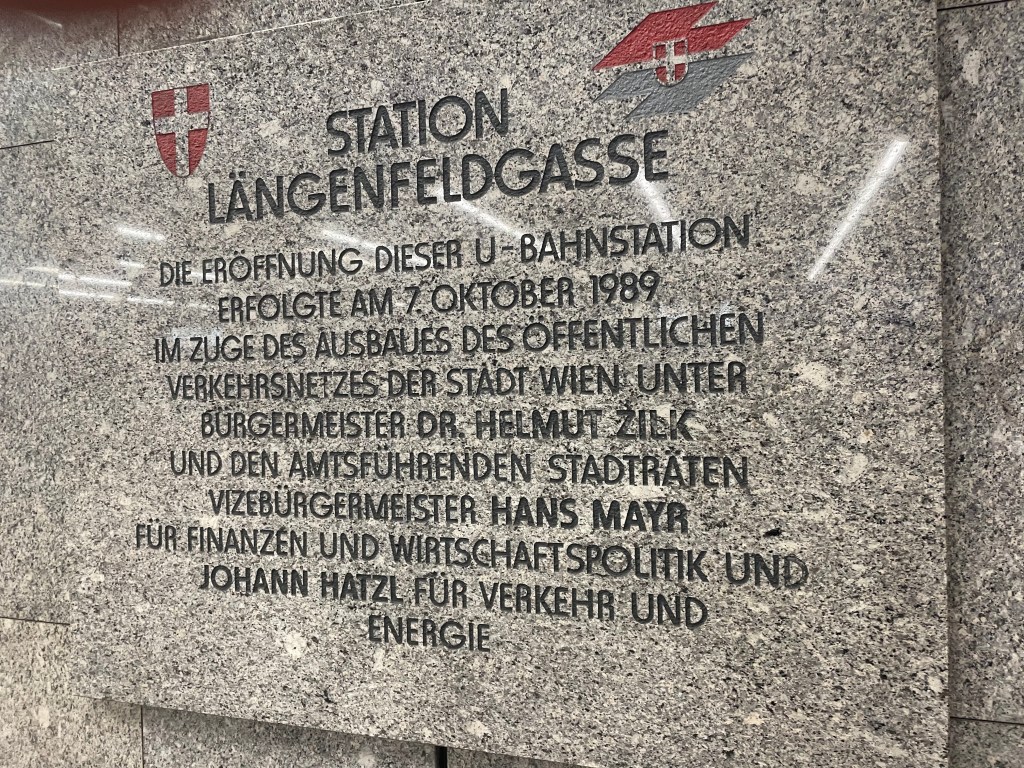 STATION
LÄNGENFELDGASSE
DIE ERÖFFNUNG DIESER U-BAHNSTATION
ERFOLGTE AM 7. OKTOBER 1989
IM ZUGE DES AUSBAUES DES ÖFFENTLICHEN
VERKEHRSNETZES DER STADT WIEN UNTER
BÜRGERMEISTER DR. HELMUT ZILK
UND DEN AMTSFÜHRENDEN STADTRÄTEN
VIZEBÜRGERMEISTER HANS MAYR
FÜR FINANZEN UND WIRTSCHAFTSPOLITIK UND
JOHANN HATZL FÜR VERKEHR UND
ENERGIE